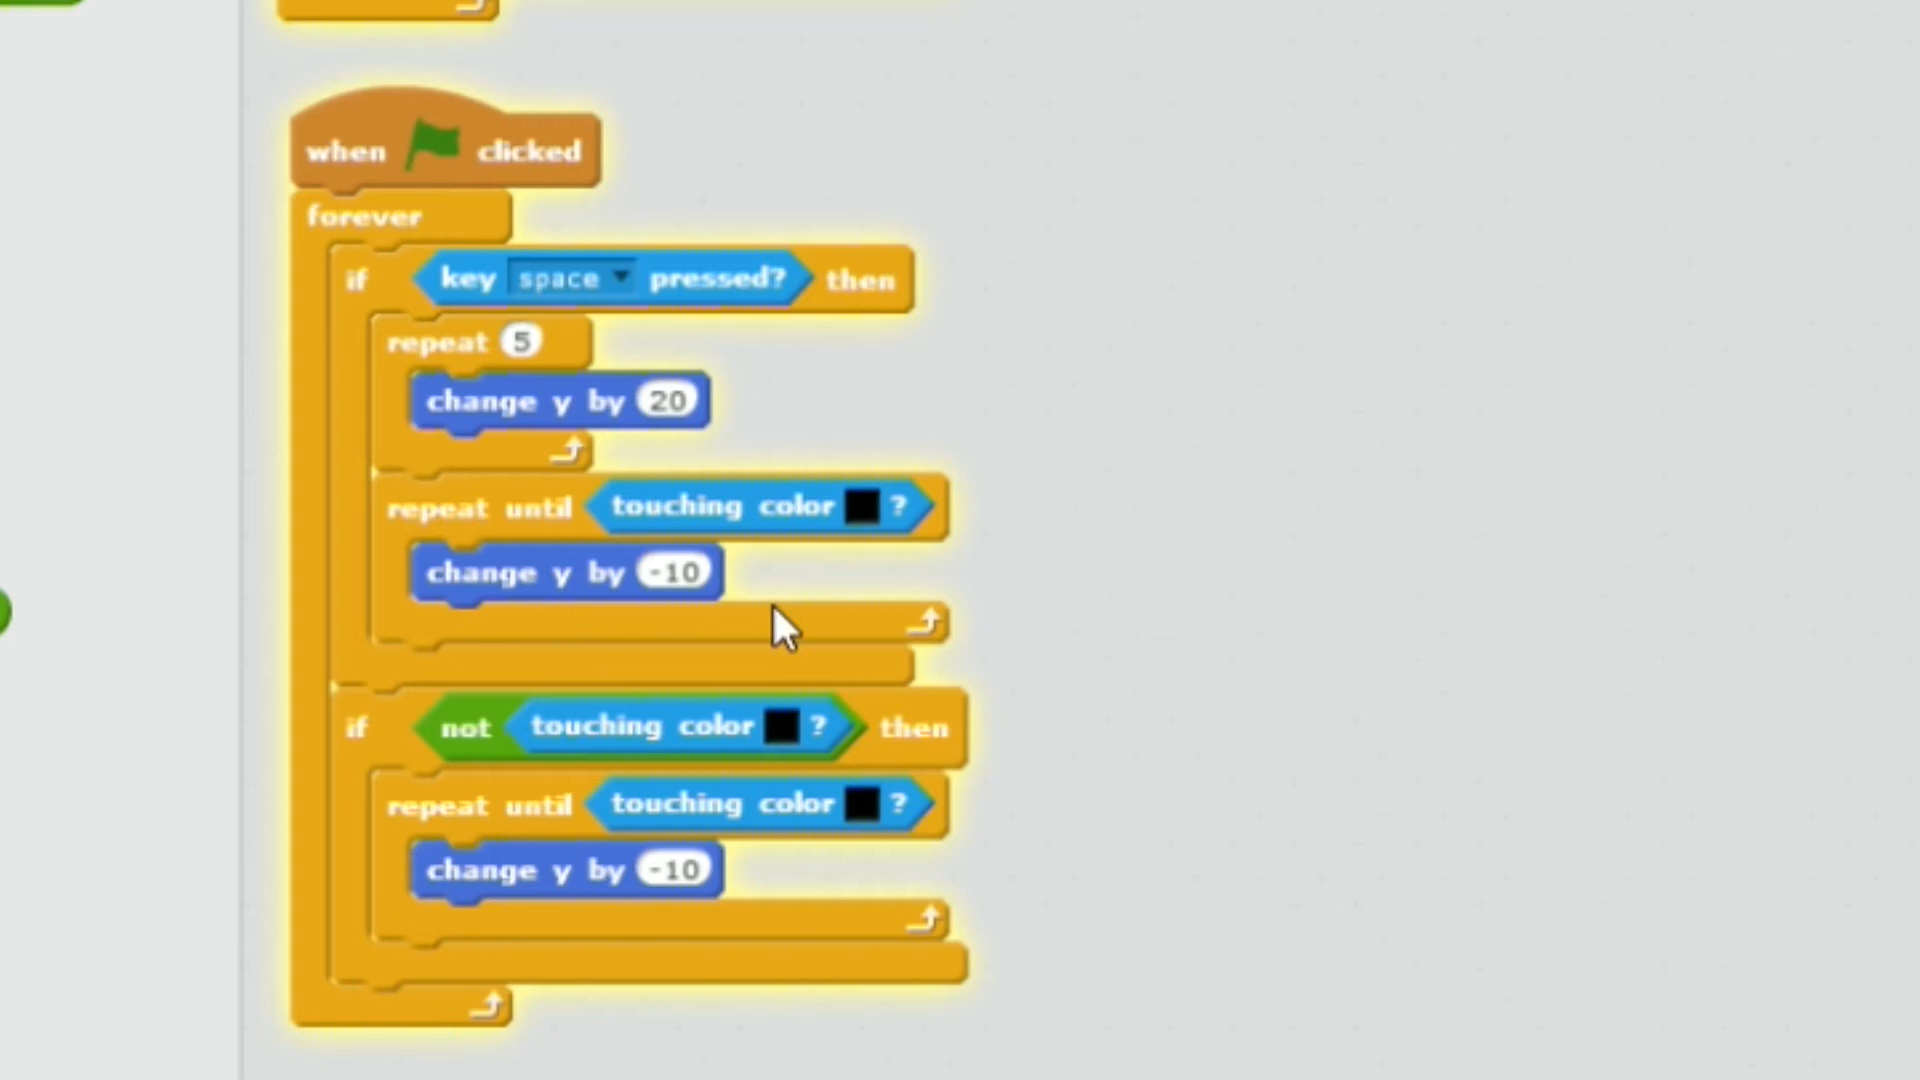 when clicked
forever
if key space pressed? then
repeat 5
change y by 20
repeat until touching color ?
change y by -10
if not touching color ? then
repeat until touching color ?
change y by -10